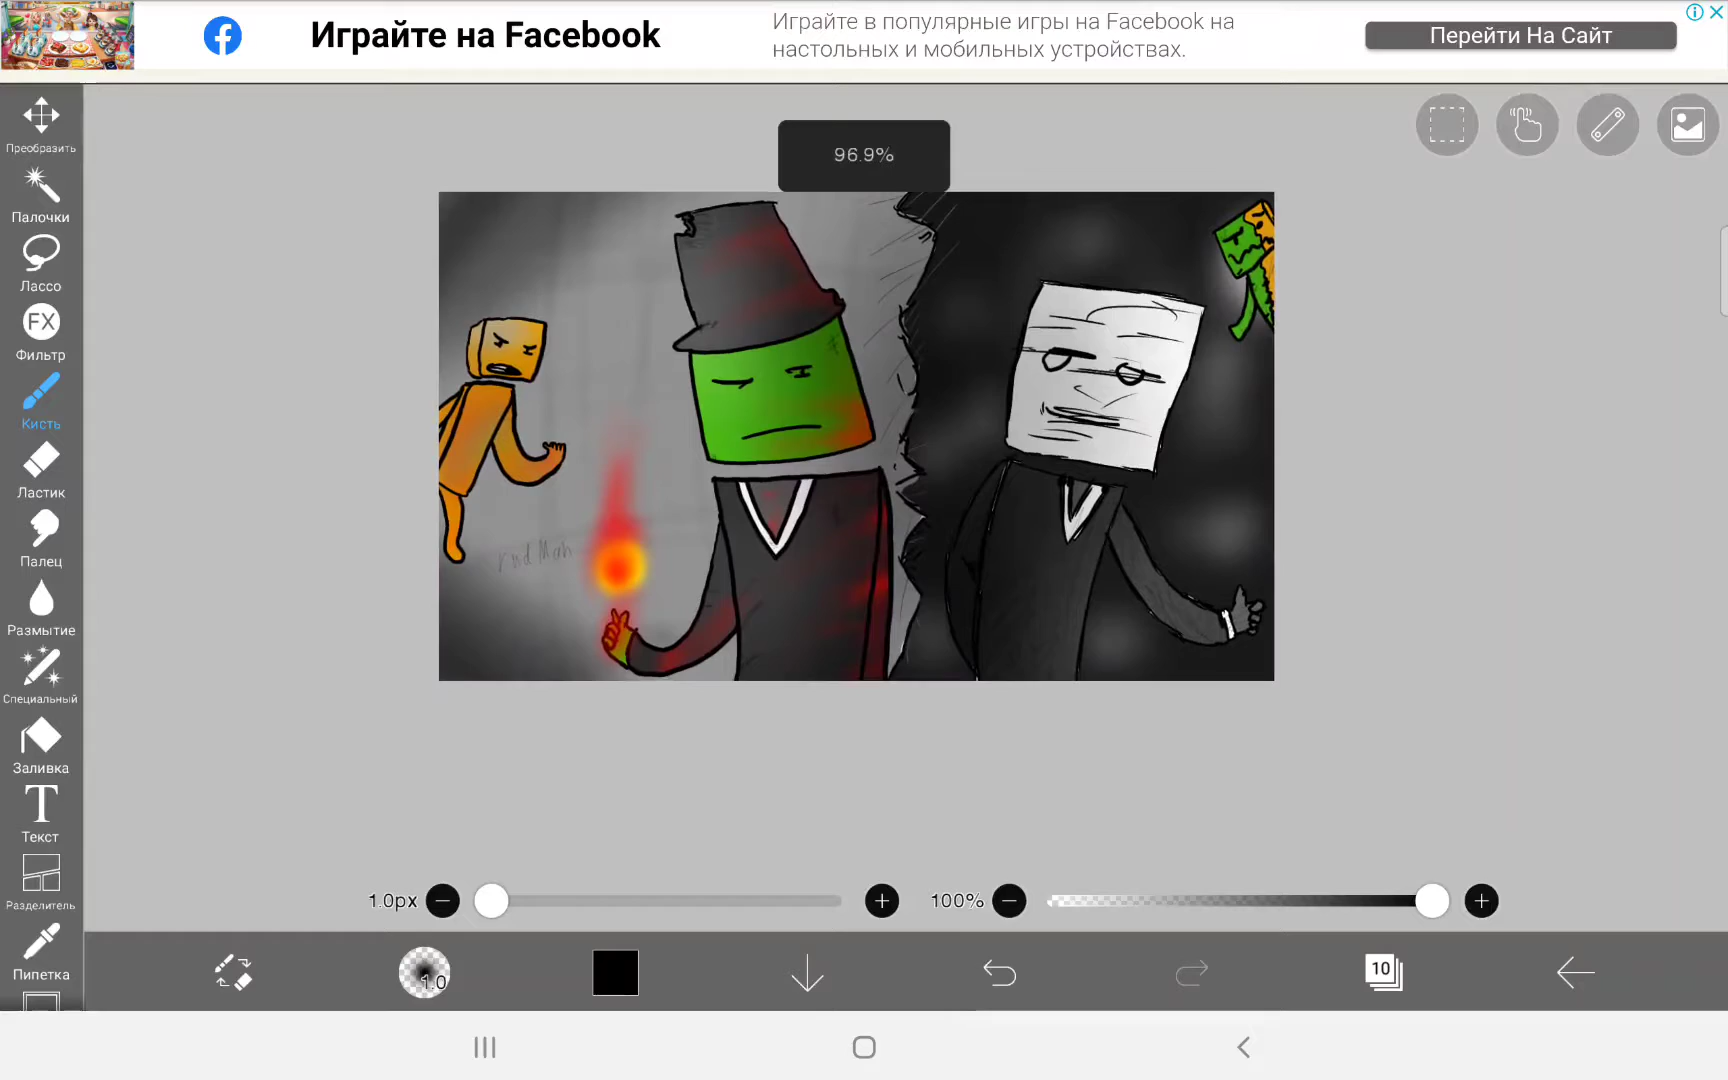 Играйте на Facebook
Играйте в популярные игры на Facebook на
настольных и мобильных устройствах.
Перейти На Сайт
96.9%
Преобразить
Палочки
Лассо
FX
Фильтр
Кисть
Ластик
Палец
Размытие
Специальный
Заливка
T
Текст
Разделитель
Пипетка
1.0px
100%
1.0
10